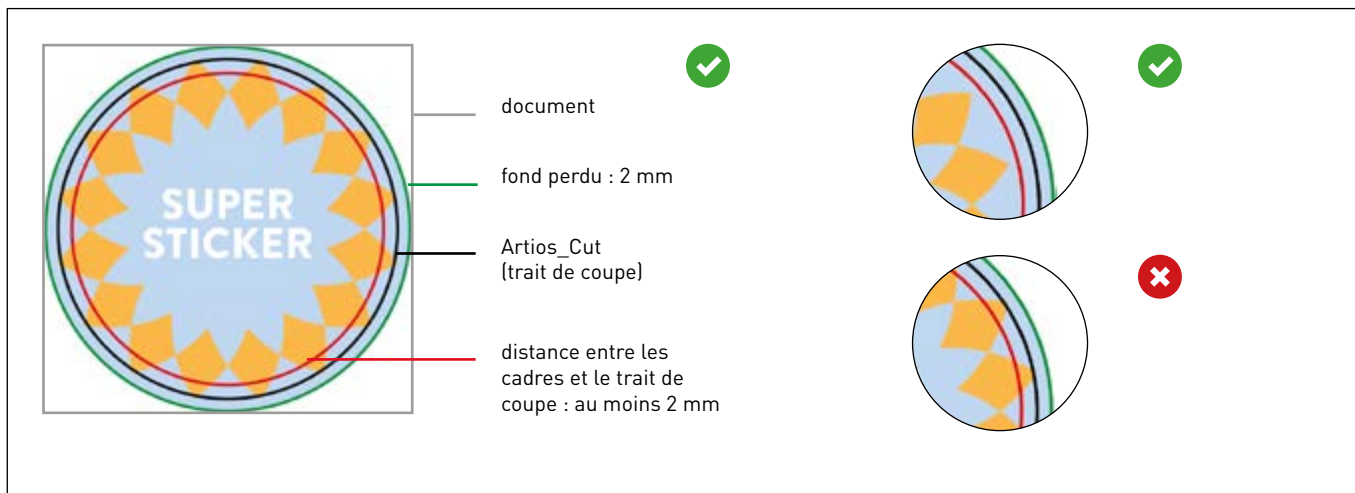 SUPER
STICKER
document
fond perdu : 2 mm
Artios_Cut
(trait de coupe)
distance entre les
cadres et le trait de
coupe : au moins 2 mm